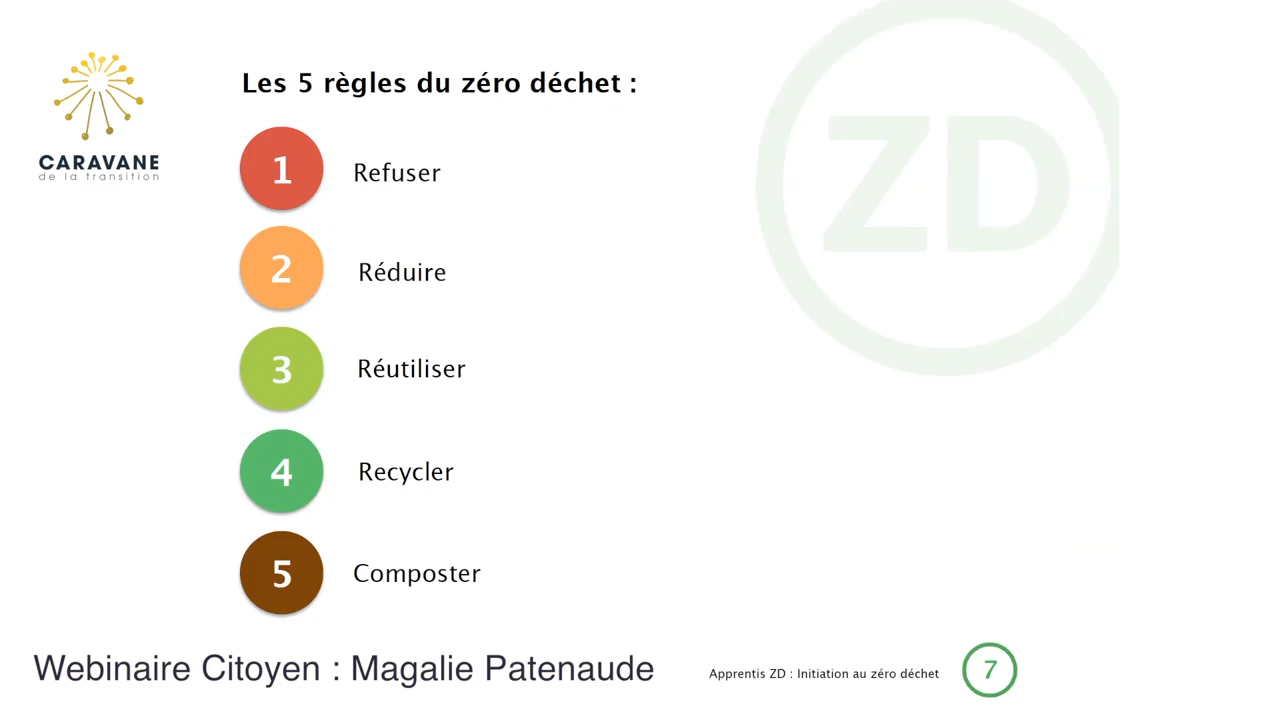 CARAVANE
de la transition
Les 5 règles du zéro déchet :
1 Refuser
2 Réduire
3 Réutiliser
4 Recycler
5 Composter
ZD
Webinaire Citoyen : Magalie Patenaude
Apprentis ZD : Initiation au zéro déchet
7